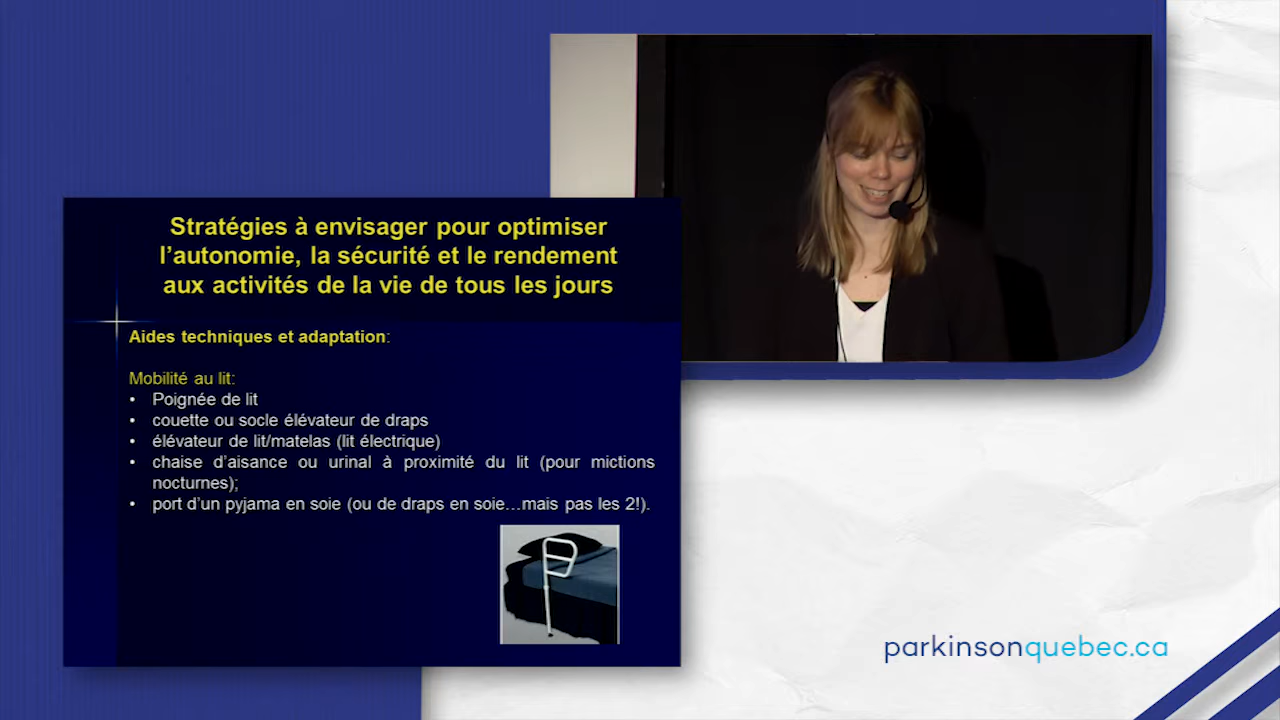 Stratégies à envisager pour optimiser
l'autonomie, la sécurité et le rendement
aux activités de la vie de tous les jours
Aides techniques et adaptation:
Mobilité au lit:
• Poignée de lit
• couette ou socle élévateur de draps
• élévateur de lit/matelas (lit électrique)
• chaise d'aisance ou urinal à proximité du lit (pour mictions
nocturnes);
• port d'un pyjama en soie (ou de draps en soie…mais pas les 2!).
parkinsonquebec.ca